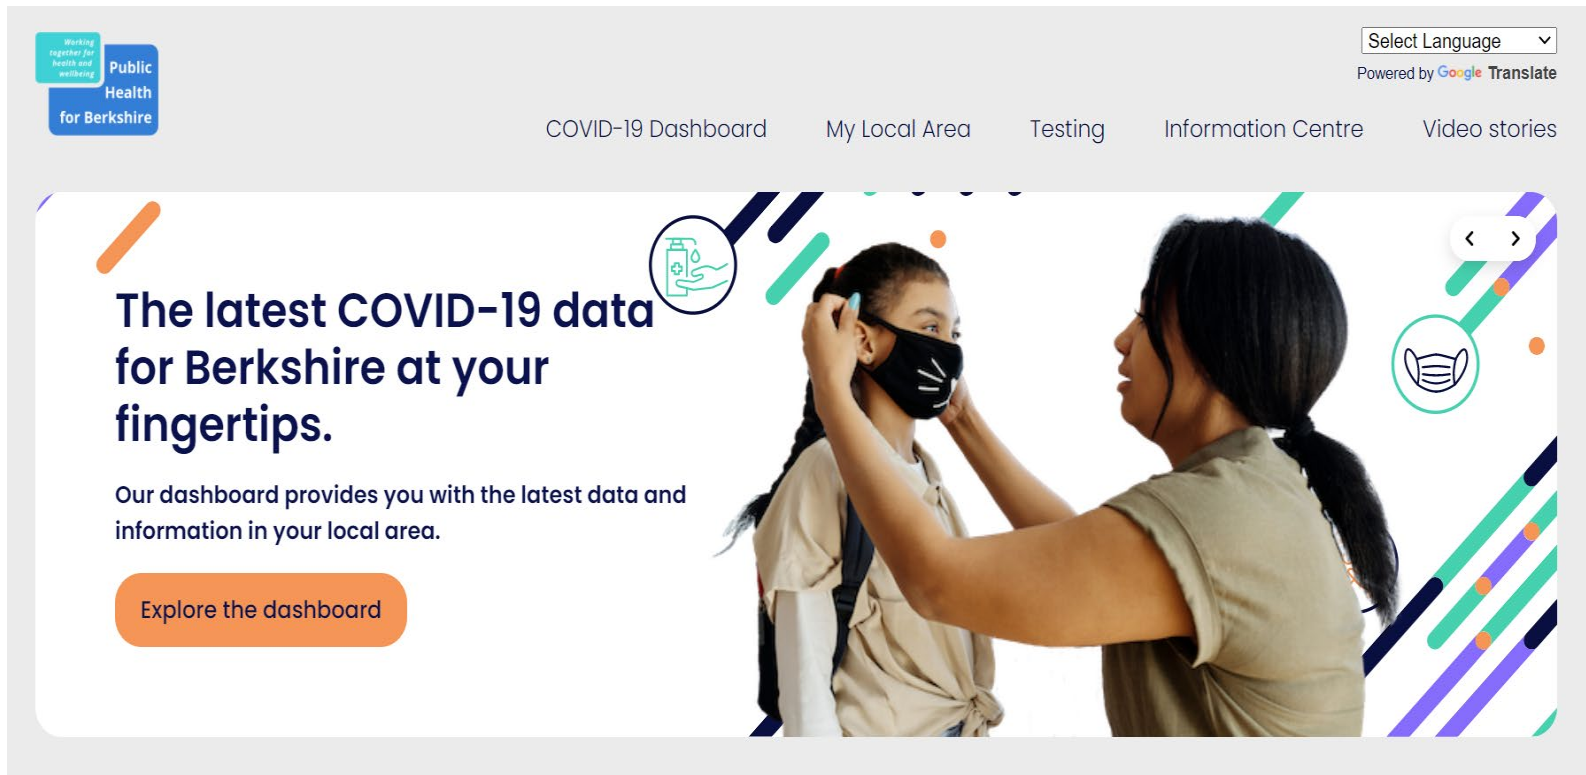 Working
together for
health and
wellbeing
Public
Health
for Berkshire
Select Language
Powered by Google Translate
COVID-19 Dashboard My Local Area Testing Information Centre Video stories
The latest COVID-19 data
for Berkshire at your
fingertips.
Our dashboard provides you with the latest data and
information in your local area.
Explore the dashboard